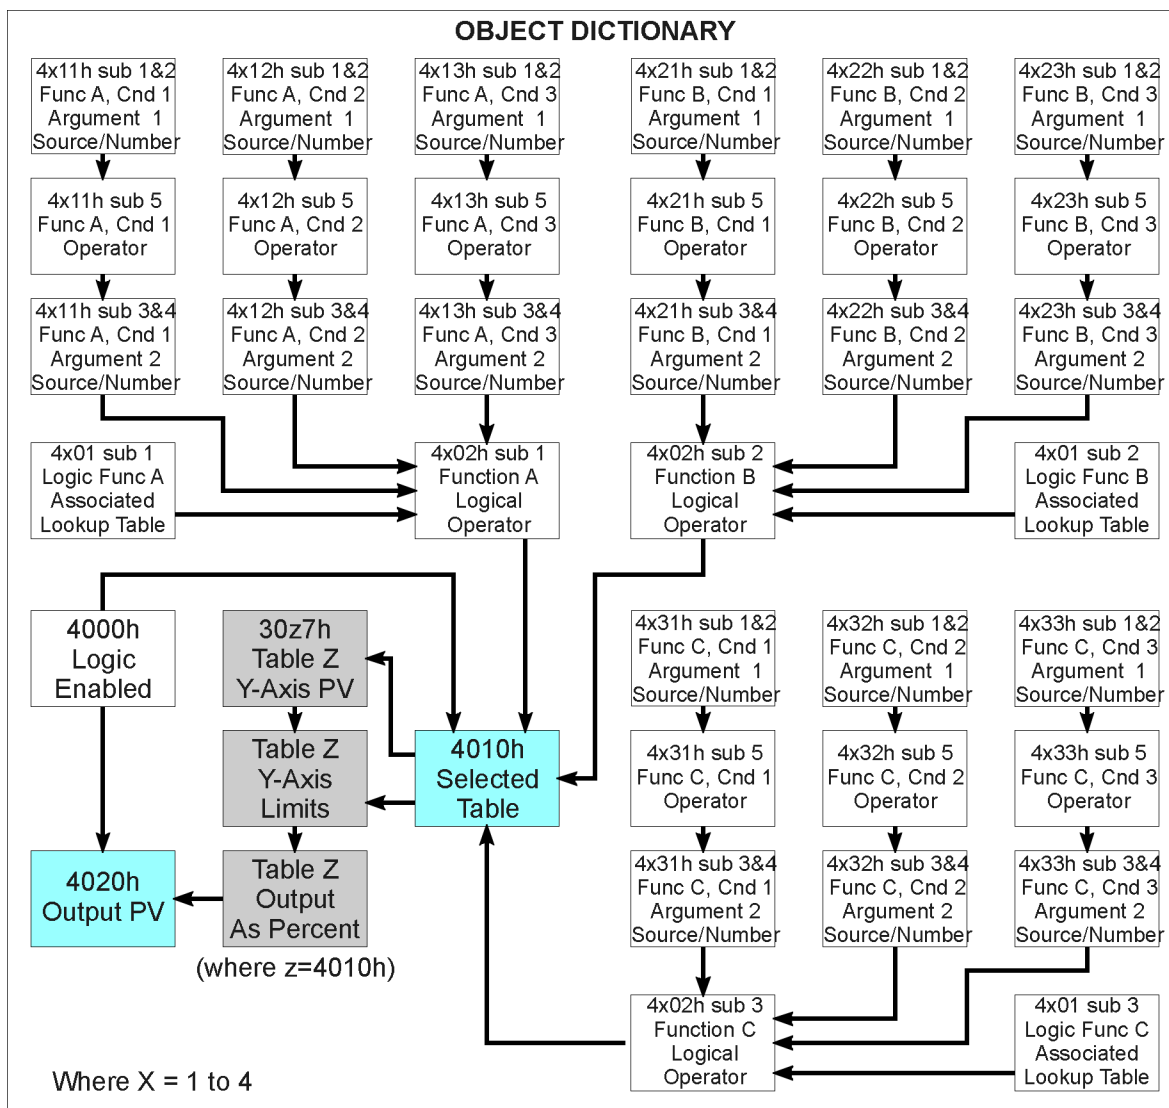 OBJECT DICTIONARY
4x11h sub 1&2
Func A, Cnd 1
Argument 1
Source/Number
4x12h sub 1&2
Func A, Cnd 2
Argument 1
Source/Number
4x13h sub 1&2
Func A, Cnd 3
Argument 1
Source/Number
4x21h sub 1&2
Func B, Cnd 1
Argument 1
Source/Number
4x22h sub 1&2
Func B, Cnd 2
Argument 1
Source/Number
4x23h sub 1&2
Func B, Cnd 3
Argument 1
Source/Number
4x11h sub 5
Func A, Cnd 1
Operator
4x12h sub 5
Func A, Cnd 2
Operator
4x13h sub 5
Func A, Cnd 3
Operator
4x21h sub 5
Func B, Cnd 1
Operator
4x22h sub 5
Func B, Cnd 2
Operator
4x23h sub 5
Func B, Cnd 3
Operator
4x11h sub 3&4
Func A, Cnd 1
Argument 2
Source/Number
4x12h sub 3&4
Func A, Cnd 2
Argument 2
Source/Number
4x13h sub 3&4
Func A, Cnd 3
Argument 2
Source/Number
4x21h sub 3&4
Func B, Cnd 1
Argument 2
Source/Number
4x22h sub 3&4
Func B, Cnd 2
Argument 2
Source/Number
4x23h sub 3&4
Func B, Cnd 3
Argument 2
Source/Number
4x01 sub 1
Logic Func A
Associated
Lookup Table
4x02h sub 1
Function A
Logical
Operator
4x02h sub 2
Function B
Logical
Operator
4x01 sub 2
Logic Func B
Associated
Lookup Table
4000h
Logic
Enabled
30z7h
Table Z
Y-Axis PV
4x31h sub 1&2
Func C, Cnd 1
Argument 1
Source/Number
4x32h sub 1&2
Func C, Cnd 2
Argument 1
Source/Number
4x33h sub 1&2
Func C, Cnd 3
Argument 1
Source/Number
Table Z
Y-Axis
Limits
4010h
Selected
Table
4x31h sub 5
Func C, Cnd 1
Operator
4x32h sub 5
Func C, Cnd 2
Operator
4x33h sub 5
Func C, Cnd 3
Operator
4020h
Output PV
Table Z
Output
As Percent
(where z=4010h)
4x31h sub 3&4
Func C, Cnd 1
Argument 2
Source/Number
4x32h sub 3&4
Func C, Cnd 2
Argument 2
Source/Number
4x33h sub 3&4
Func C, Cnd 3
Argument 2
Source/Number
4x02h sub 3
Function C
Logical
Operator
4x01 sub 3
Logic Func C
Associated
Lookup Table
Where X = 1 to 4